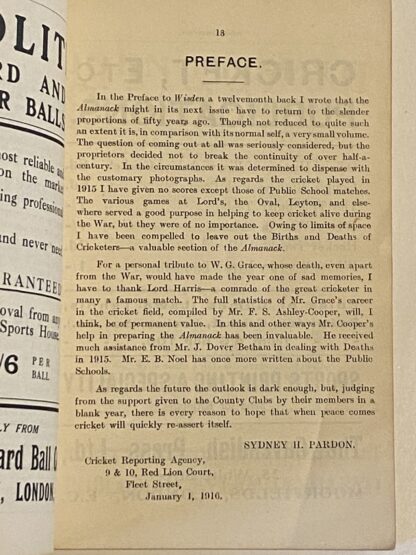 OLIT
RD AND
R BALLS
ost reliable and
on the market
ing professional
nd never need
RANTEED
oval from any
Sports House.
/6 PER
BALL
LY FROM
ard Ball C
, LONDON,
13
PREFACE.
In the Preface to Wisden a twelvemonth back I wrote that the
Almanack might in its next issue have to return to the slender
proportions of fifty years ago. Though not reduced to quite such
an extent it is, in comparison with its normal self, a very small volume.
The question of coming out at all was seriously considered, but the
proprietors decided not to break the continuity of over half-a-
century. In the circumstances it was determined to dispense with
the customary photographs. As regards the cricket played in
1915 I have given no scores except those of Public School matches.
The various games at Lord's, the Oval, Leyton, and else-
where served a good purpose in helping to keep cricket alive during
the War, but they were of no importance. Owing to limits of space
I have been compelled to leave out the Births and Deaths of
Cricketers—a valuable section of the Almanack.
For a personal tribute to W. G. Grace, whose death, even apart
from the War, would have made the year one of sad memories, I
have to thank Lord Harris—a comrade of the great cricketer in
many a famous match. The full statistics of Mr. Grace's career
in the cricket field, compiled by Mr. F. S. Ashley-Cooper, will, I
think, be of permanent value. In this and other ways Mr. Cooper's
help in preparing the Almanack has been invaluable. He received
much assistance from Mr. J. Dover Betham in dealing with Deaths
in 1915. Mr. E. B. Noel has once more written about the Public
Schools.
As regards the future the outlook is dark enough, but, judging
from the support given to the County Clubs by their members in a
blank year, there is every reason to hope that when peace comes
cricket will quickly re-assert itself.
SYDNEY H. PARDON.
Cricket Reporting Agency,
9 & 10, Red Lion Court,
Fleet Street,
January 1, 1916.